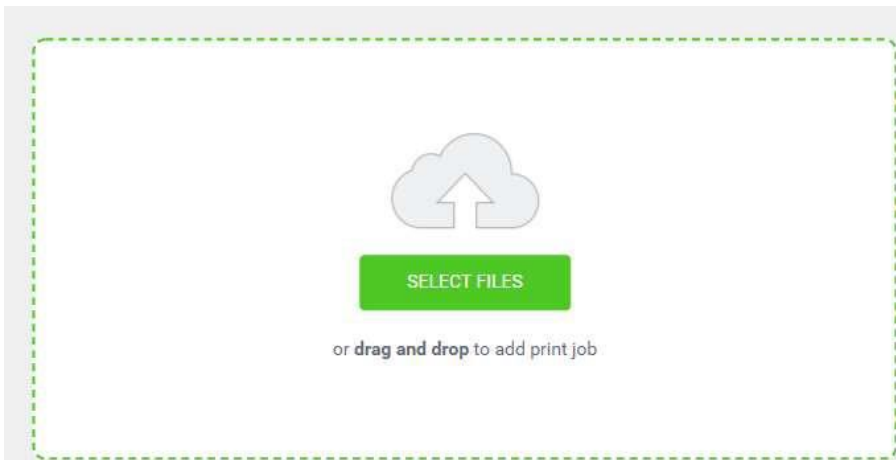 SELECT FILES
or drag and drop to add print job